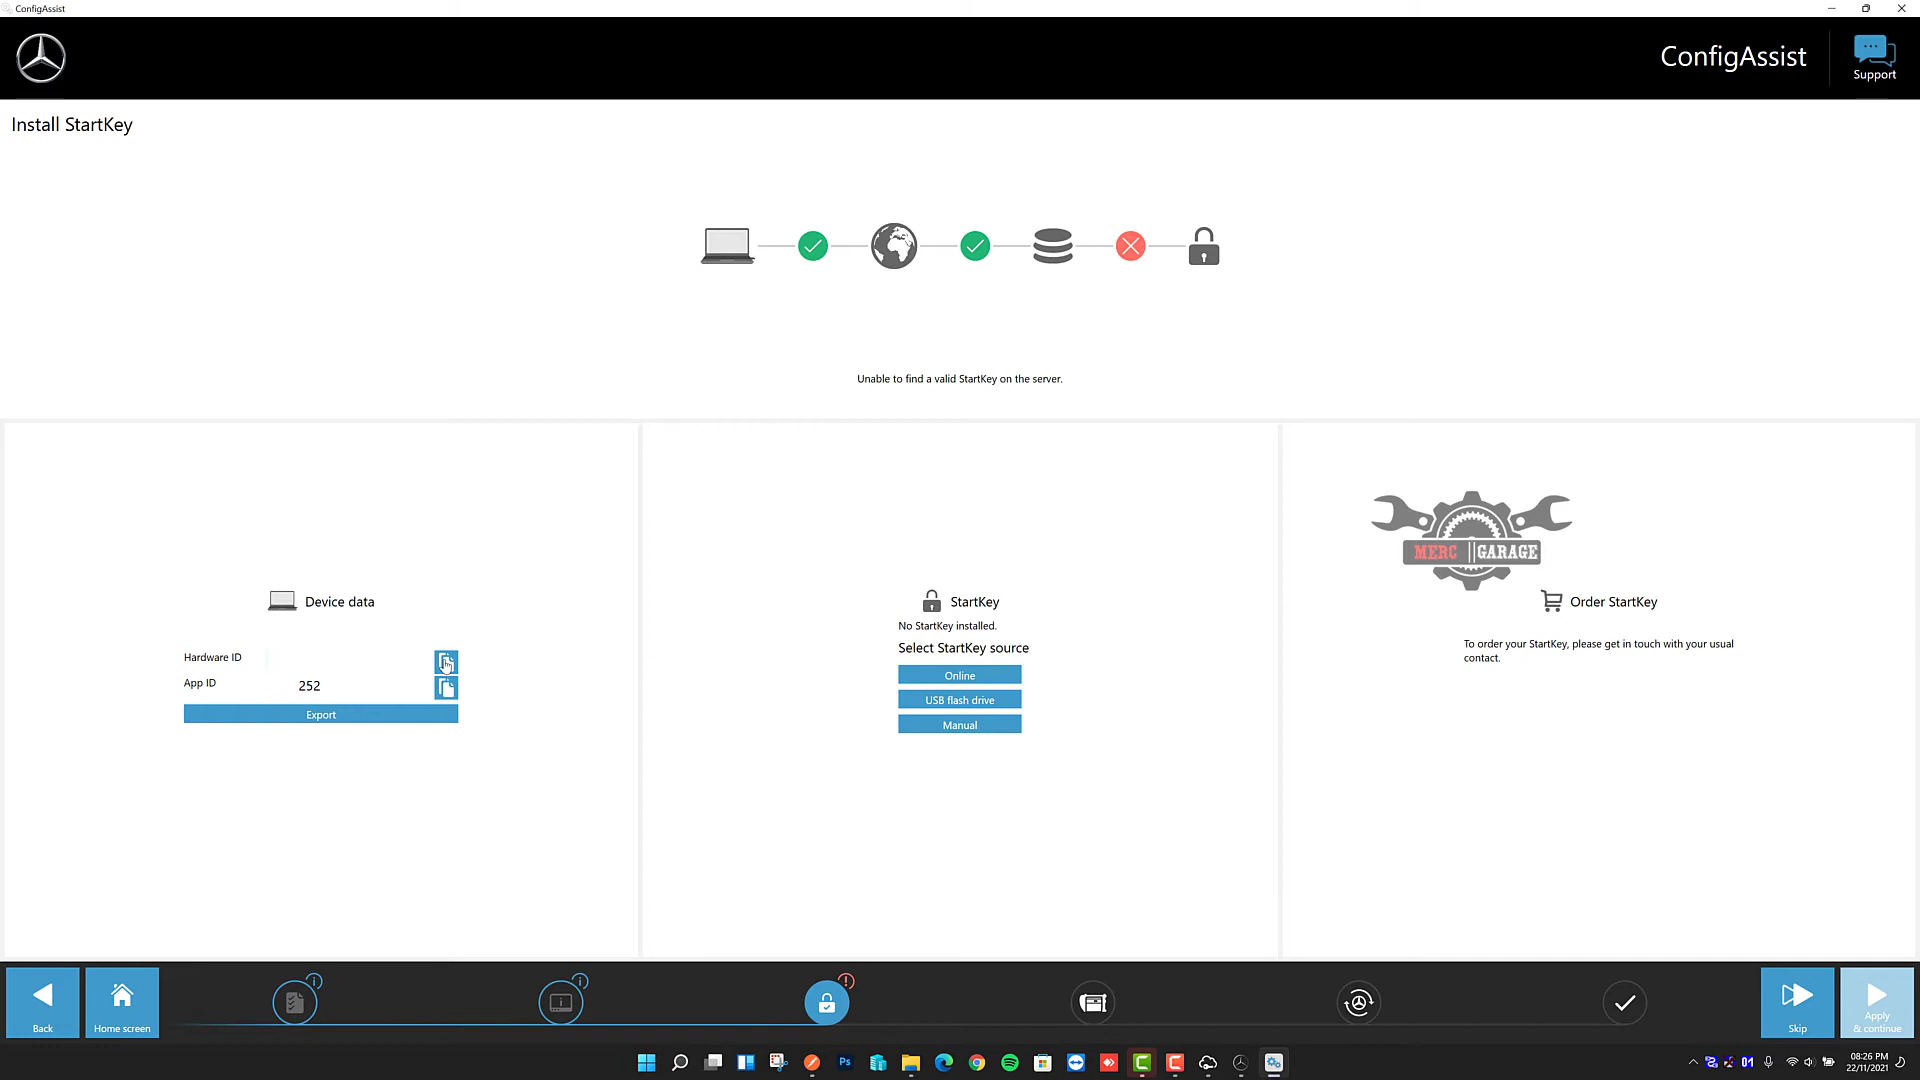 ConfigAssist
ConfigAssist
Support
Install StartKey
Unable to find a valid StartKey on the server.
Device data
Hardware ID
App ID
252
Export
StartKey
No StartKey installed.
Select StartKey source
Online
USB flash drive
Manual
MERC GARAGE
Order StartKey
To order your StartKey, please get in touch with your usual
contact.
Back
Home screen
Skip
Apply
& continue
Ps
01
08:26 PM
22/11/2021